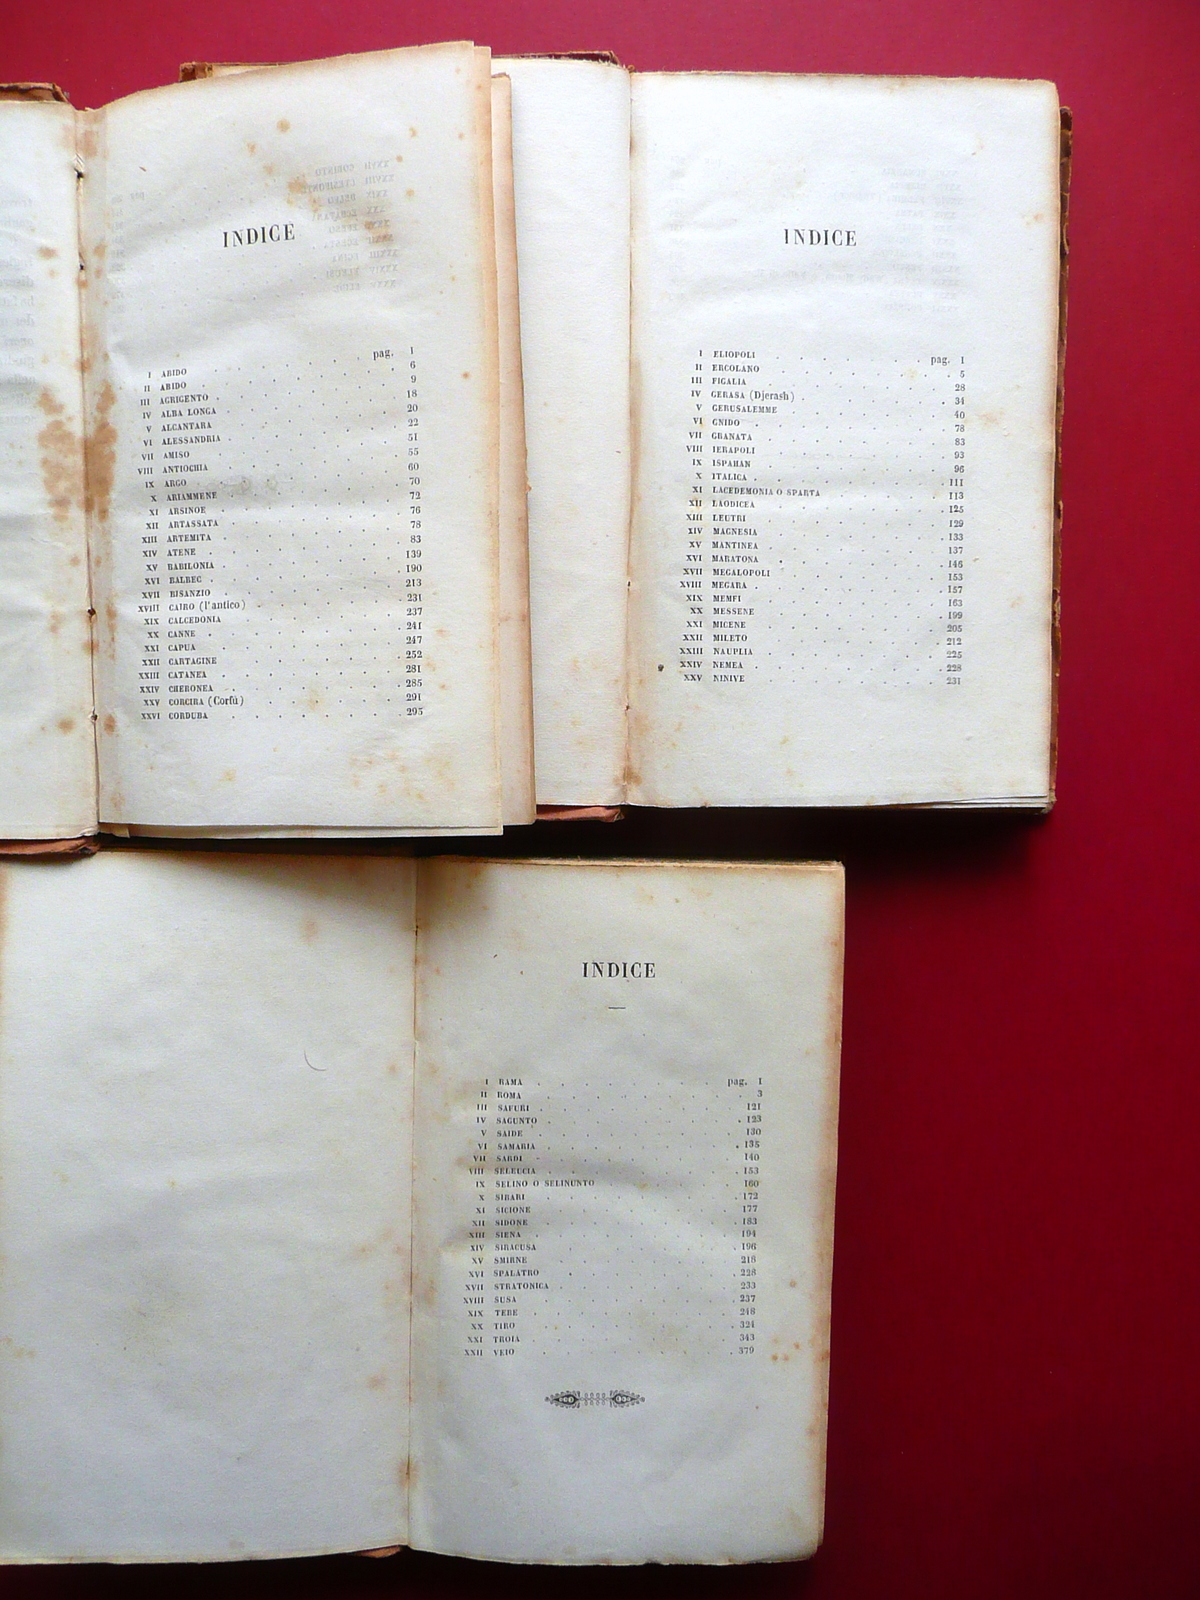 INDICE
I ABIDO pag. 1
II ABIDO 6
III AGRIGENTO 9
IV ALBA LONGA 18
V ALCANTARA 20
VI ALESSANDRIA 22
VII AMISO 51
VIII ANTIOCHIA 55
IX ARGO 60
X ARIAMMENE 70
XI ARSINOE 72
XII ARTASSATA 76
XIII ARTEMITA 78
XIV ATENE 83
XV BABILONIA 139
XVI BALBEC 190
XVII BISANZIO 213
XVIII CAIRO (l'antico) 231
XIX CALCEDONIA 237
XX CANNE 241
XXI CAPUA 247
XXII CARTAGINE 252
XXIII CATANEA 281
XXIV CHERONEA 285
XXV CORCIRA (Corfù) 291
XXVI CORDUBA 295
INDICE
I ELIOPOLI pag. 1
II ERCOLANO 5
III FIGALIA 28
IV GERASA (Djerash) 34
V GERUSALEMME 40
VI GNIDO 78
VII GRANATA 83
VIII IERAPOLI 93
IX ISPAHAN 96
X ITALICA 111
XI LACEDEMONIA O SPARTA 113
XII LAODICEA 125
XIII LEUTRI 129
XIV MAGNESIA 133
XV MANTINEA 137
XVI MARATONA 146
XVII MEGALOPOLI 153
XVIII MEGARA 157
XIX MEMFI 163
XX MESSENE 199
XXI MICENE 205
XXII MILETO 212
XXIII NAUPLIA 225
XXIV NEMEA 228
XXV NINIVE 231
INDICE
I RAMA pag. 1
II ROMA 3
III SAFURI 121
IV SAGUNTO 123
V SAIDE 130
VI SAMARIA 135
VII SARDI 140
VIII SELEUCIA 153
IX SELINO O SELINUNTO 160
X SIBARI 172
XI SICIONE 177
XII SIDONE 183
XIII SIENA 194
XIV SIRACUSA 196
XV SMIRNE 218
XVI SPALATRO 228
XVII STRATONICA 233
XVIII SUSA 237
XIX TEBE 248
XX TIRO 324
XXI TROIA 343
XXII VEIO 379